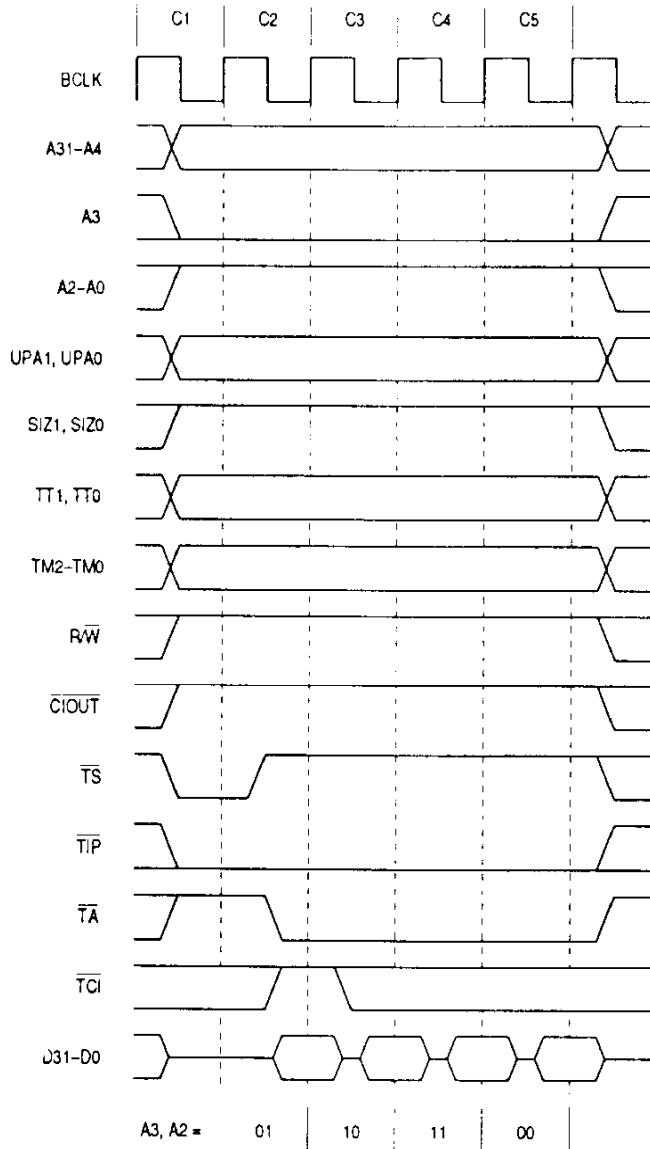 C1 C2 C3 C4 C5
BCLK
A31–A4
A3
A2–A0
UPA1, UPA0
SIZ1, SIZ0
TT1, TT0
TM2–TM0
R/W
CIOUT
TS
TIP
TA
TCI
D31–D0
A3, A2 = 01 10 11 00